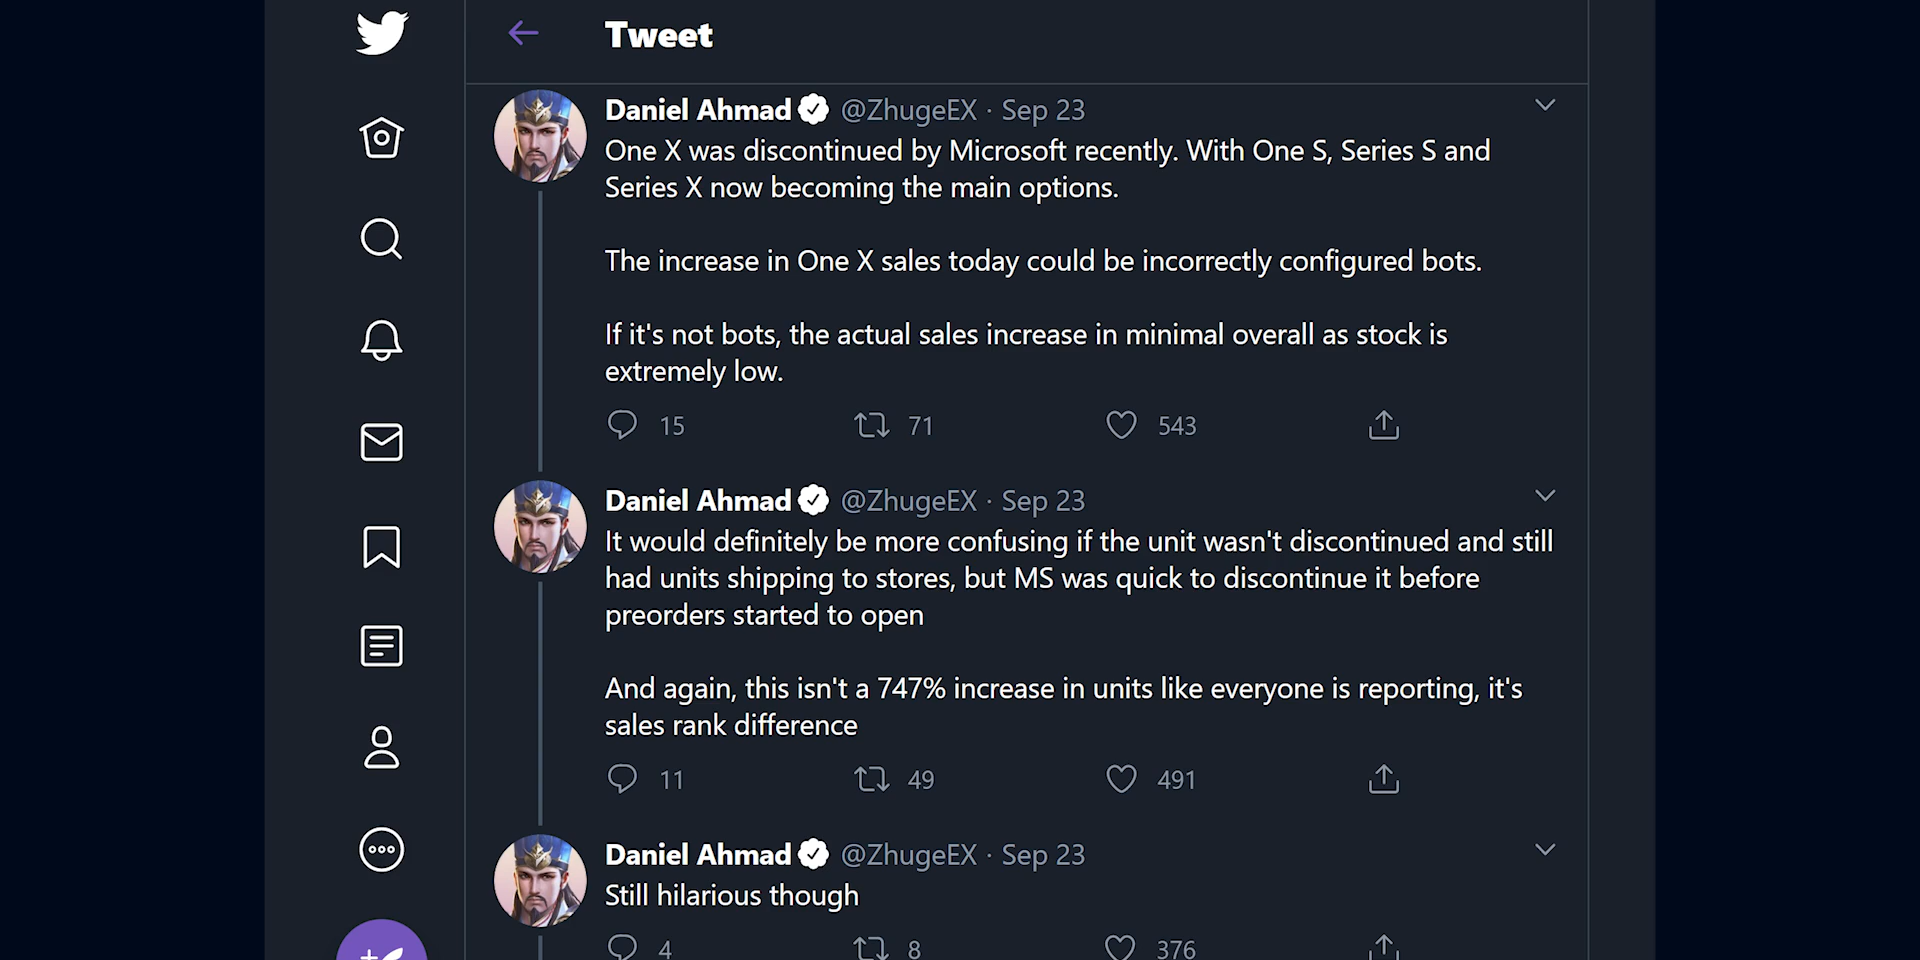 Tweet
Daniel Ahmad @ZhugeEX · Sep 23
One X was discontinued by Microsoft recently. With One S, Series S and
Series X now becoming the main options.
The increase in One X sales today could be incorrectly configured bots.
If it's not bots, the actual sales increase in minimal overall as stock is
extremely low.
15 71 543
Daniel Ahmad @ZhugeEX · Sep 23
It would definitely be more confusing if the unit wasn't discontinued and still
had units shipping to stores, but MS was quick to discontinue it before
preorders started to open
And again, this isn't a 747% increase in units like everyone is reporting, it's
sales rank difference
11 49 491
Daniel Ahmad @ZhugeEX · Sep 23
Still hilarious though
4 8 376